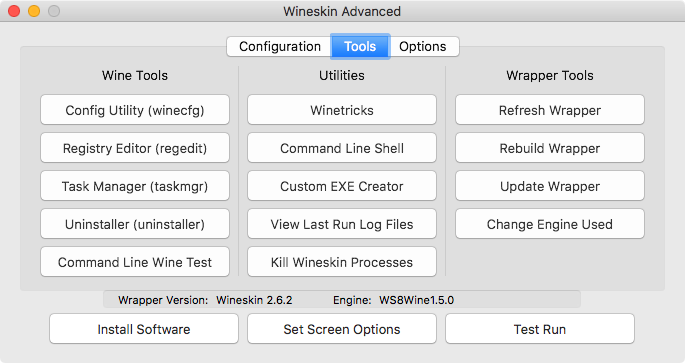 Wineskin Advanced
Configuration Tools Options
Wine Tools Utilities Wrapper Tools
Config Utility (winecfg) Winetricks Refresh Wrapper
Registry Editor (regedit) Command Line Shell Rebuild Wrapper
Task Manager (taskmgr) Custom EXE Creator Update Wrapper
Uninstaller (uninstaller) View Last Run Log Files Change Engine Used
Command Line Wine Test Kill Wineskin Processes
Wrapper Version: Wineskin 2.6.2 Engine: WS8Wine1.5.0
Install Software Set Screen Options Test Run